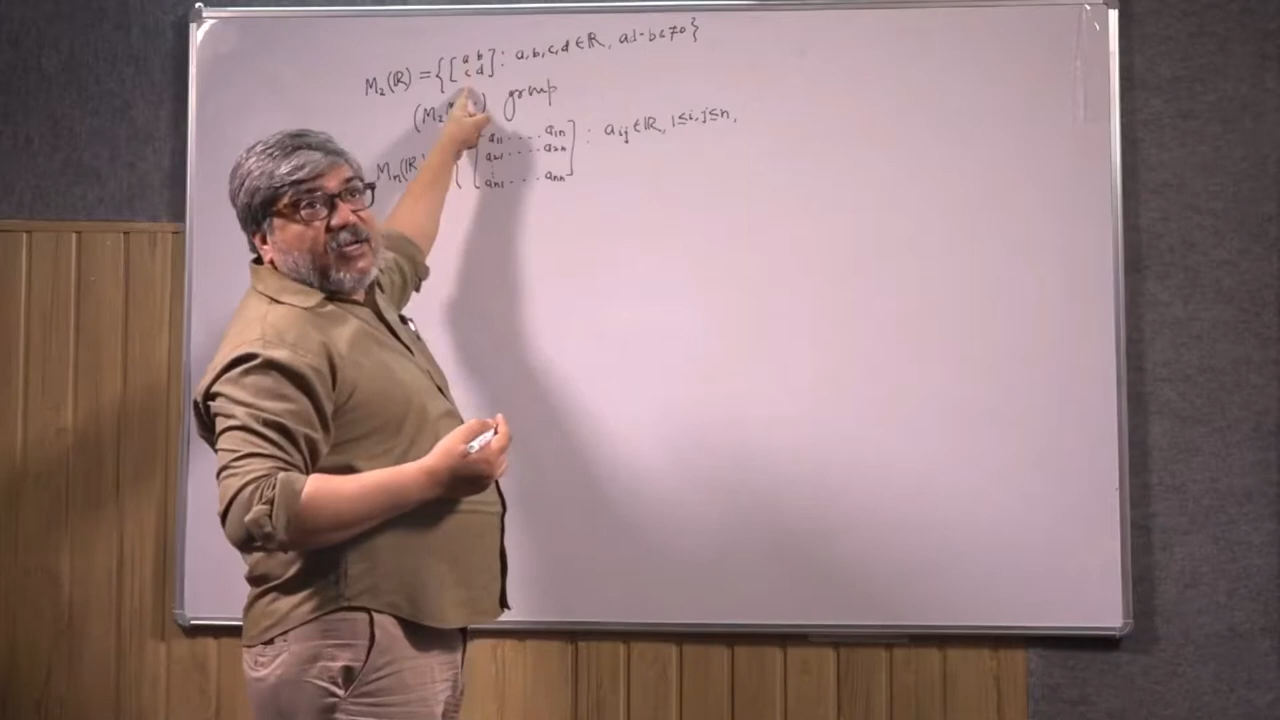 M₂(ℝ) = { [ a b : a,b,c,d ∈ ℝ, ad-bc≠0 }
c d ]
(M₂ ) group
Mₙ(ℝ) { [ a₁₁ .... a₁ₙ ] : aᵢⱼ ∈ ℝ, 1≤i,j≤n,
a₂₁ .... a₂ₙ
⋮
aₙ₁ ... aₙₙ